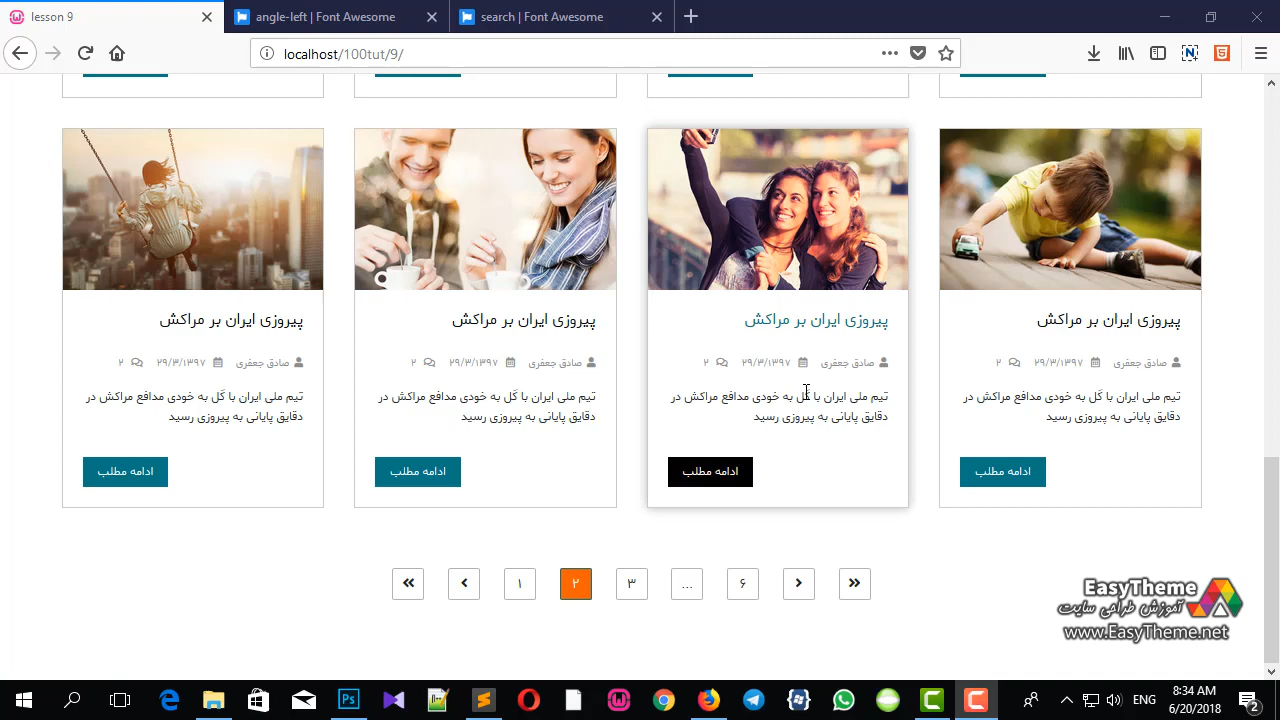 lesson 9
angle-left | Font Awesome
search | Font Awesome
localhost/100tut/9/
پیروزی ایران بر مراکش
صادق جعفری ۲۹/۳/۱۳۹۷ ۲
تیم ملی ایران با گل به خودی مدافع مراکش در
دقایق پایانی به پیروزی رسید
ادامه مطلب
پیروزی ایران بر مراکش
صادق جعفری ۲۹/۳/۱۳۹۷ ۲
تیم ملی ایران با گل به خودی مدافع مراکش در
دقایق پایانی به پیروزی رسید
ادامه مطلب
پیروزی ایران بر مراکش
صادق جعفری ۲۹/۳/۱۳۹۷ ۲
تیم ملی ایران با گل به خودی مدافع مراکش در
دقایق پایانی به پیروزی رسید
ادامه مطلب
پیروزی ایران بر مراکش
صادق جعفری ۲۹/۳/۱۳۹۷ ۲
تیم ملی ایران با گل به خودی مدافع مراکش در
دقایق پایانی به پیروزی رسید
ادامه مطلب
۱ ۲ ۳ ... ۶
EasyTheme
آموزش طراحی سایت
www.EasyTheme.net
ENG
8:34 AM
6/20/2018
2